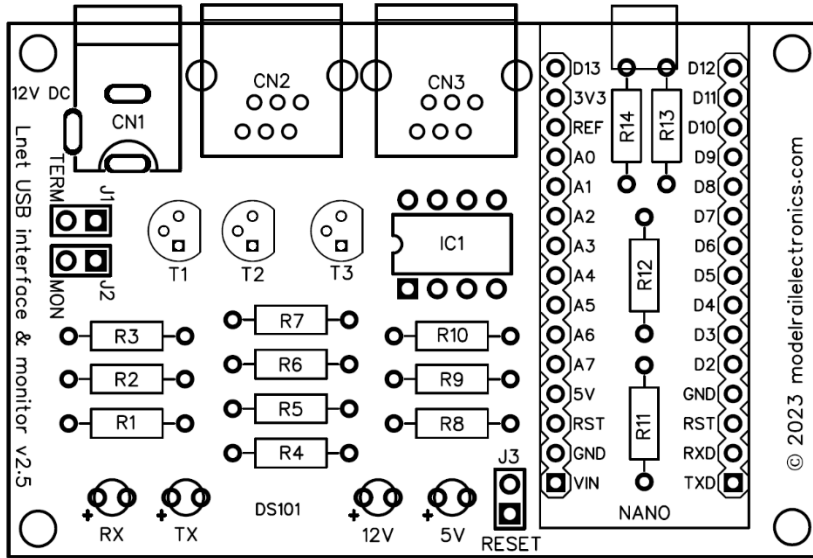 12V DC
CN1
CN2
CN3
Lnet USB interface & monitor v2.5
TERM
J1
J2
MON
T1
T2
T3
IC1
R3
R2
R1
R7
R6
R5
R4
R10
R9
R8
+
RX
+
TX
DS101
+
12V
+
5V
J3
RESET
D13
3V3
REF
A0
A1
A2
A3
A4
A5
A6
A7
5V
RST
GND
VIN
R14
R13
R12
R11
NANO
D12
D11
D10
D9
D8
D7
D6
D5
D4
D3
D2
GND
RST
RXD
TXD
© 2023 modelrailelectronics.com